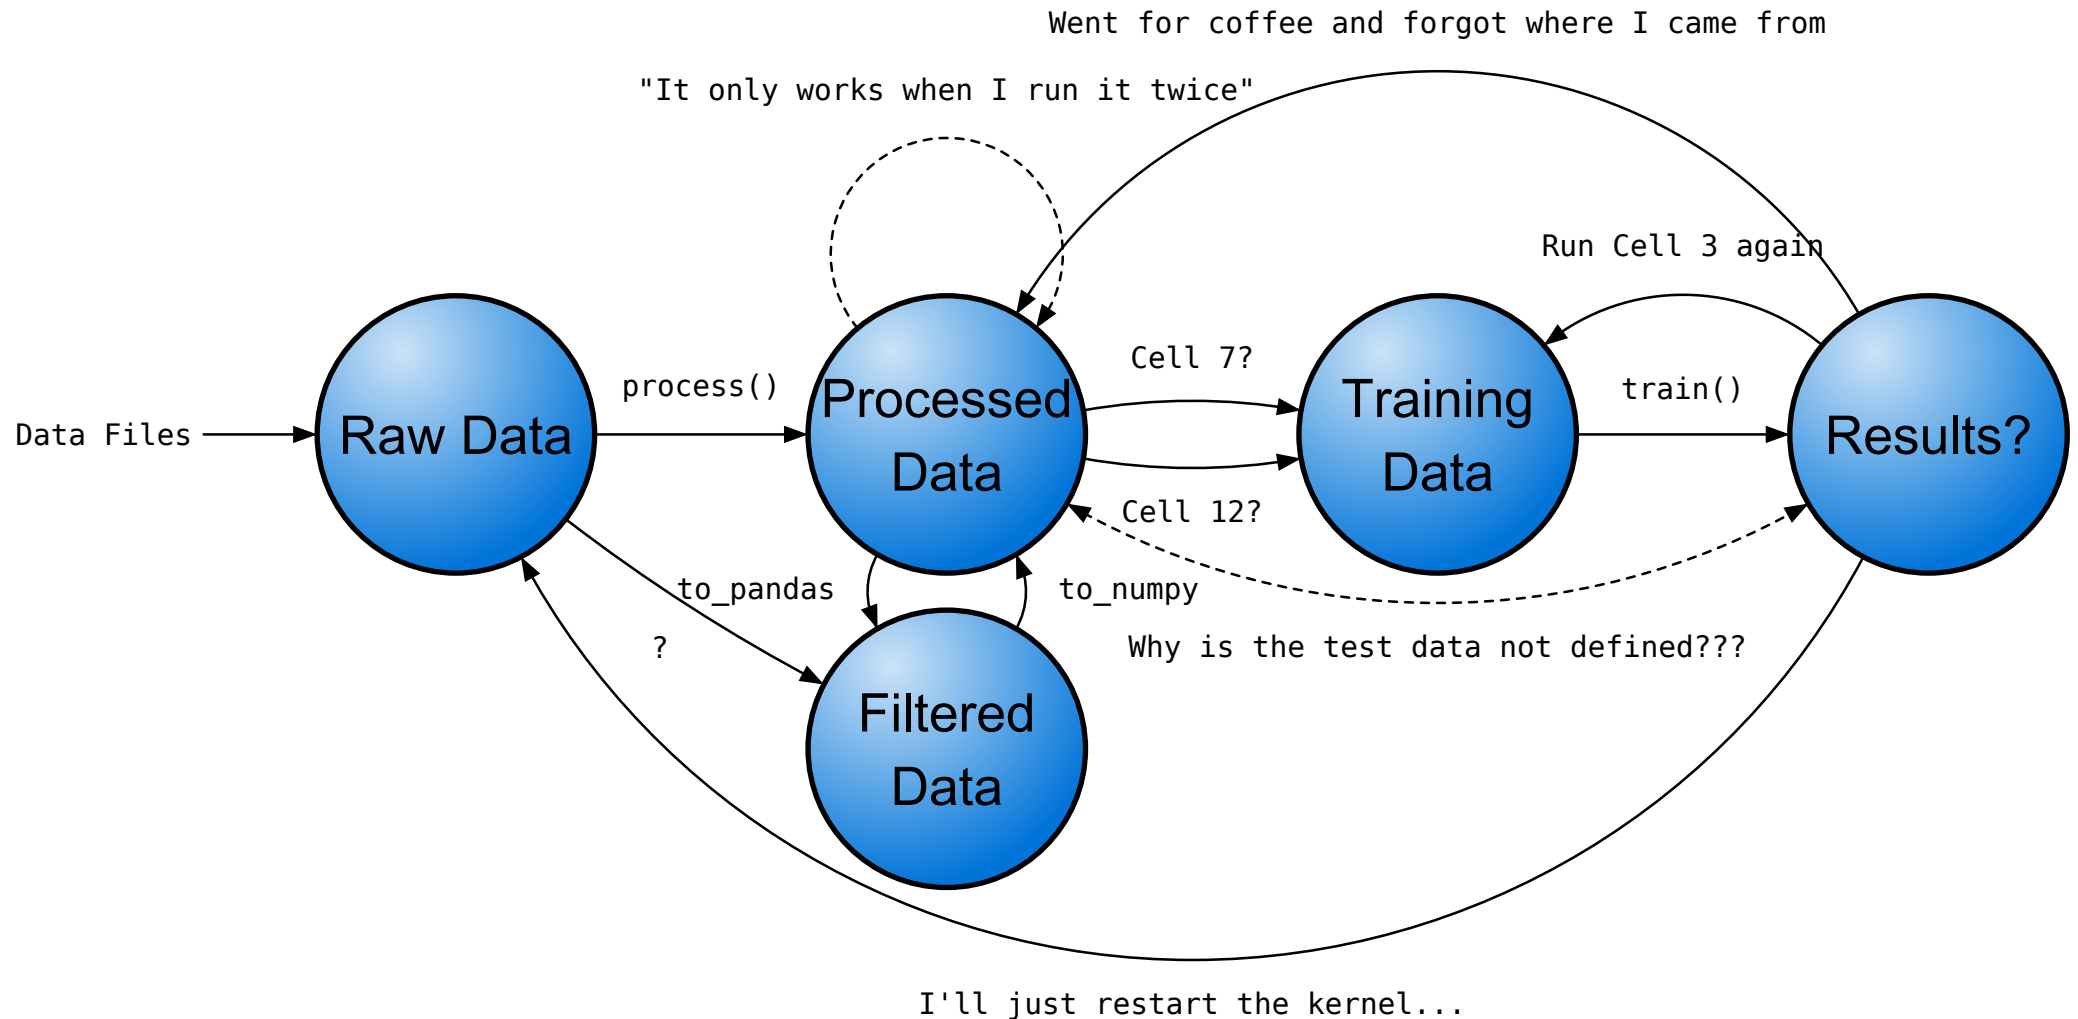 Went for coffee and forgot where I came from
"It only works when I run it twice"
Run Cell 3 again
Cell 7?
process()
train()
Data Files
Raw Data
Processed
Data
Training
Data
Results?
Cell 12?
to_pandas
to_numpy
?
Why is the test data not defined???
Filtered
Data
I'll just restart the kernel...